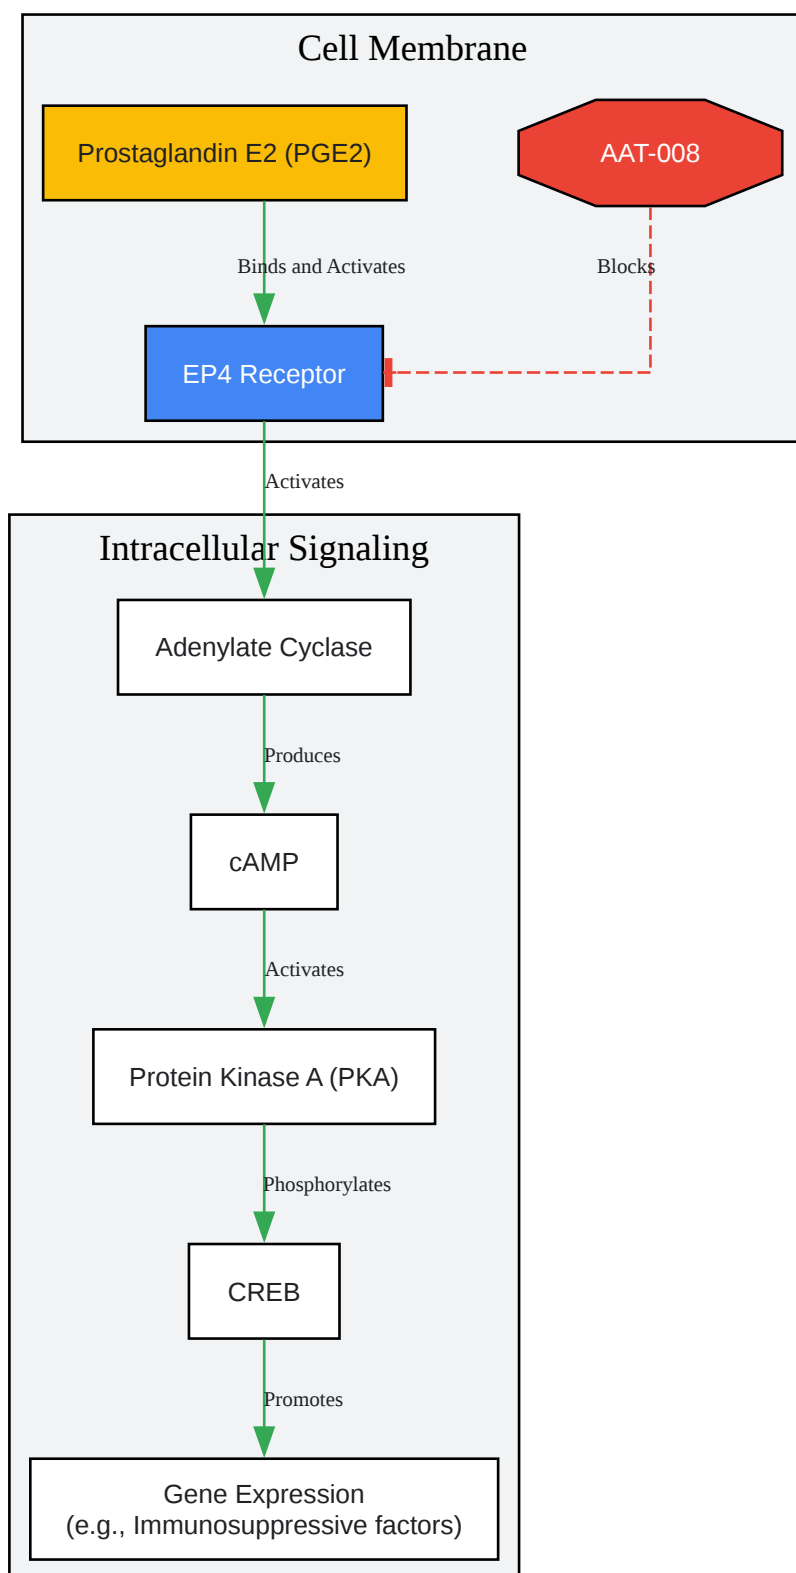 Cell Membrane
Prostaglandin E2 (PGE2)
AAT-008
Binds and Activates
Blocks
EP4 Receptor
Activates
Intracellular Signaling
Adenylate Cyclase
Produces
cAMP
Activates
Protein Kinase A (PKA)
Phosphorylates
CREB
Promotes
Gene Expression
(e.g., Immunosuppressive factors)